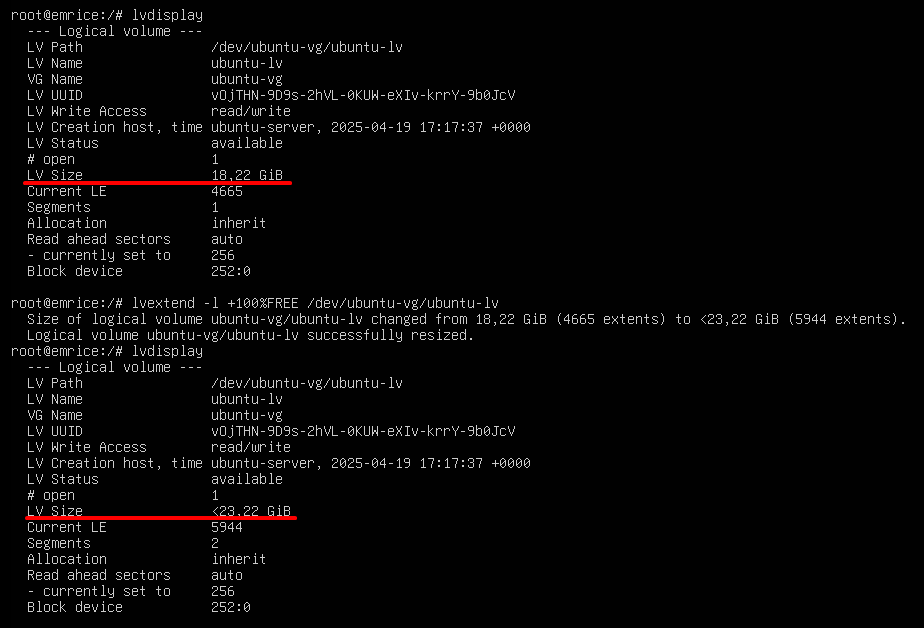 root@emrice:/# lvdisplay
  --- Logical volume ---
  LV Path                /dev/ubuntu-vg/ubuntu-lv
  LV Name                ubuntu-lv
  VG Name                ubuntu-vg
  LV UUID                vOjTHN-9D9s-2hVL-0KUW-eXIv-krrY-9b0JcV
  LV Write Access        read/write
  LV Creation host, time ubuntu-server, 2025-04-19 17:17:37 +0000
  LV Status              available
  # open                 1
  LV Size                18,22 GiB
  Current LE             4665
  Segments               1
  Allocation             inherit
  Read ahead sectors     auto
  - currently set to     256
  Block device           252:0
root@emrice:/# lvextend -l +100%FREE /dev/ubuntu-vg/ubuntu-lv
  Size of logical volume ubuntu-vg/ubuntu-lv changed from 18,22 GiB (4665 extents) to <23,22 GiB (5944 extents).
  Logical volume ubuntu-vg/ubuntu-lv successfully resized.
root@emrice:/# lvdisplay
  --- Logical volume ---
  LV Path                /dev/ubuntu-vg/ubuntu-lv
  LV Name                ubuntu-lv
  VG Name                ubuntu-vg
  LV UUID                vOjTHN-9D9s-2hVL-0KUW-eXIv-krrY-9b0JcV
  LV Write Access        read/write
  LV Creation host, time ubuntu-server, 2025-04-19 17:17:37 +0000
  LV Status              available
  # open                 1
  LV Size                <23,22 GiB
  Current LE             5944
  Segments               2
  Allocation             inherit
  Read ahead sectors     auto
  - currently set to     256
  Block device           252:0